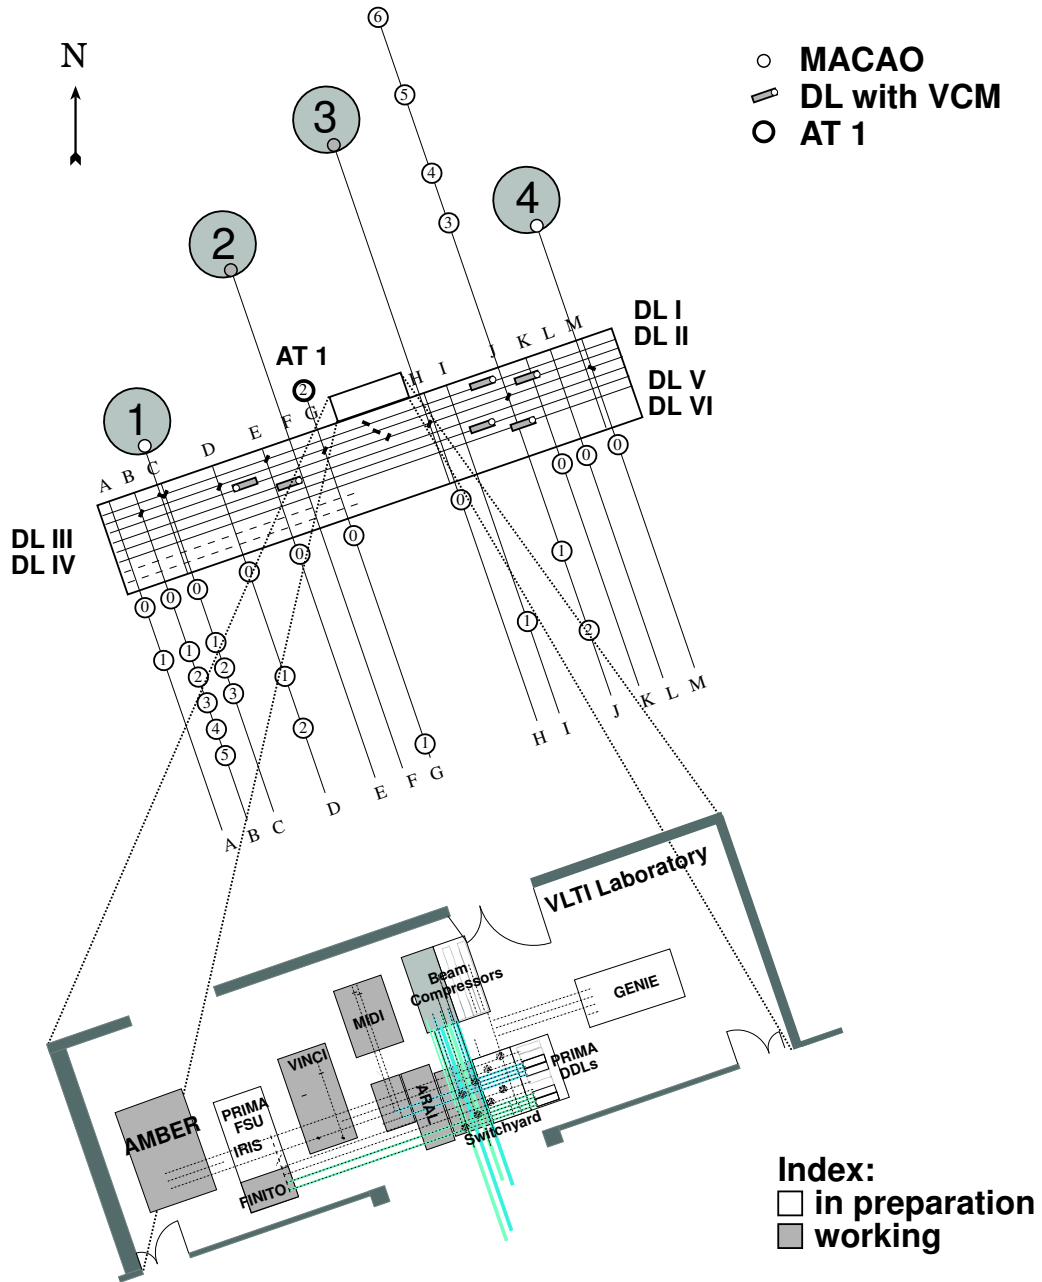 6
N
MACAO
DL with VCM
AT 1
5
3
4
3
4
2
DL I
DL II
DL V
DL VI
AT 1
2
1
A B C D E F G H I J K L M
DL III
DL IV
0 0 0 0 0 0 0 0 0 0
1 1 1 1 1
2 2 2 2
3 3
4
5
1 1
A B C D E F G H I J K L M
VLTI Laboratory
Beam
Compressors
GENIE
MIDI
VINCI
PRIMA
DDLs
ARAL
Switchyard
AMBER
PRIMA
FSU
IRIS
FINITO
Index:
in preparation
working